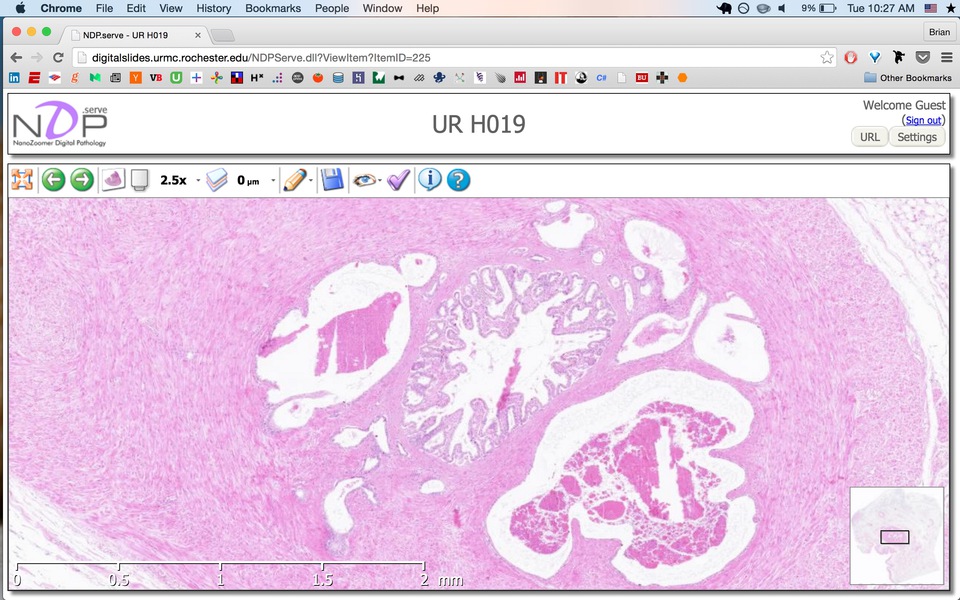 Chrome File Edit View History Bookmarks People Window Help 9% Tue 10:27 AM
NDP.serve - UR H019 Brian
digitalslides.urmc.rochester.edu/NDPServe.dll?ViewItem?ItemID=225
Other Bookmarks
NDP.serve
NanoZoomer Digital Pathology
UR H019
Welcome Guest
(Sign out)
URL Settings
2.5x 0 µm
0 0.5 1 1.5 2 mm